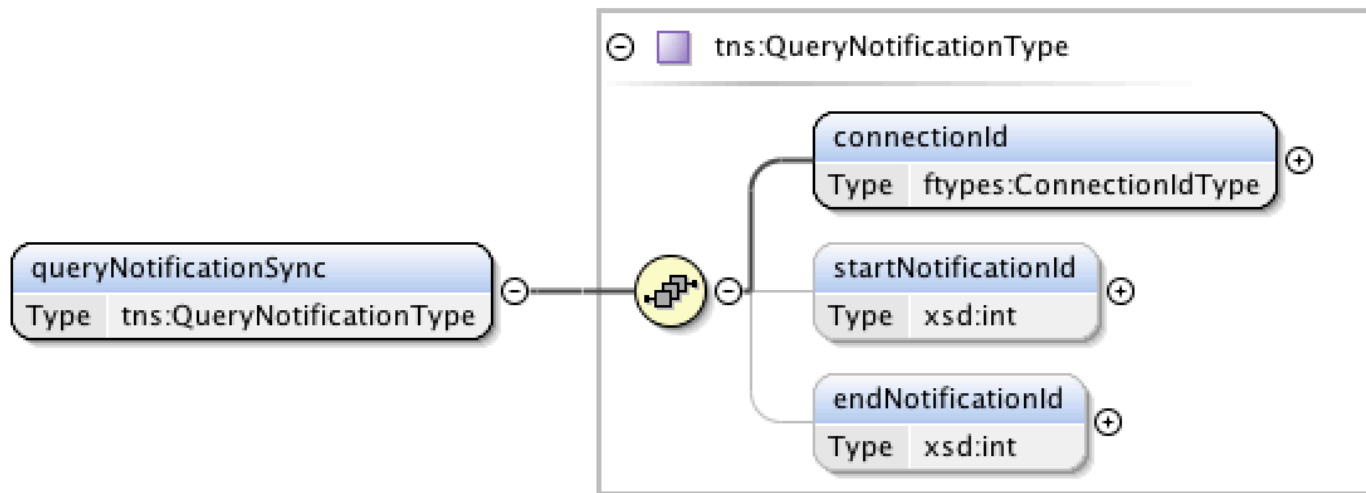 tns:QueryNotificationType
connectionId
Type ftypes:ConnectionIdType
queryNotificationSync
Type tns:QueryNotificationType
startNotificationId
Type xsd:int
endNotificationId
Type xsd:int